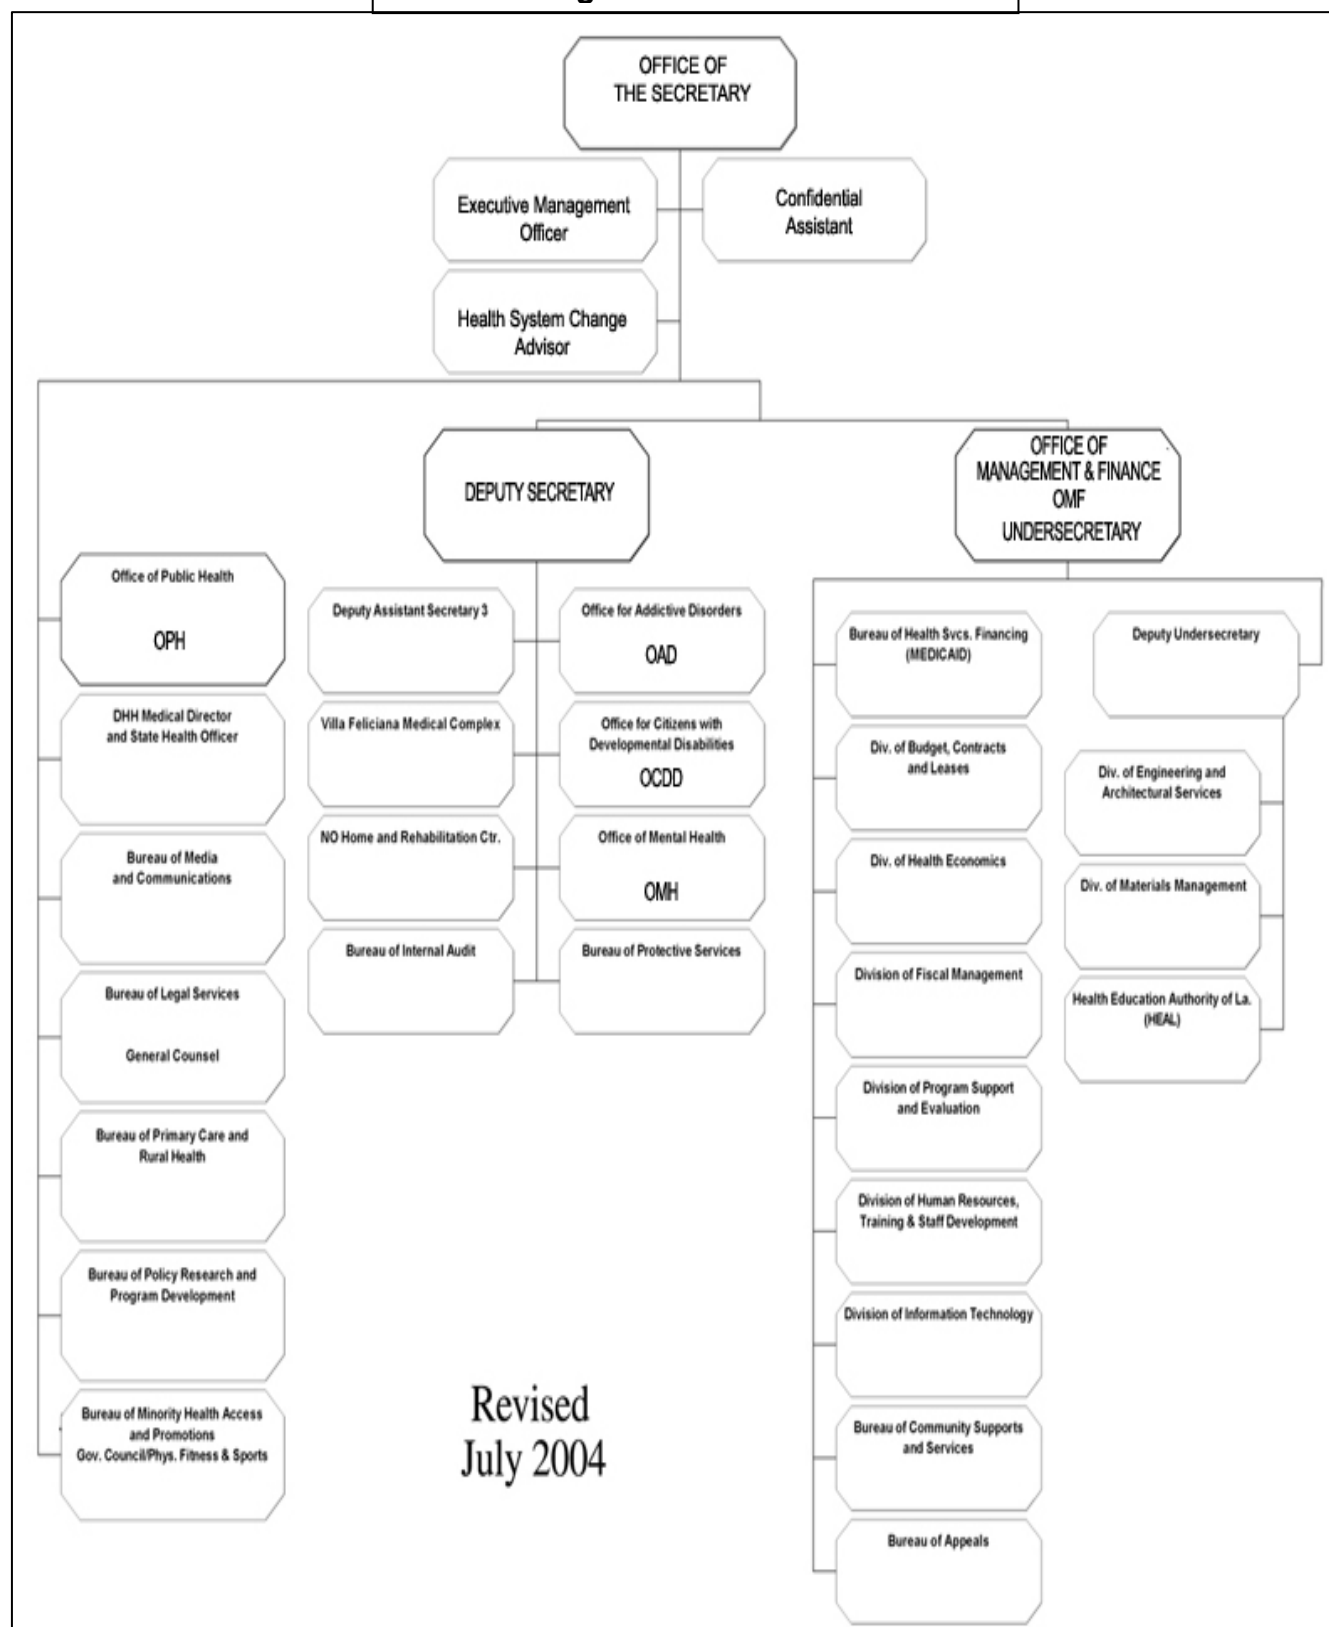 OFFICE OF
THE SECRETARY
Executive Management
Officer
Confidential
Assistant
Health System Change
Advisor
DEPUTY SECRETARY
OFFICE OF
MANAGEMENT & FINANCE
OMF
UNDERSECRETARY
Office of Public Health
OPH
DHH Medical Director
and State Health Officer
Bureau of Media
and Communications
Bureau of Legal Services
General Counsel
Bureau of Primary Care and
Rural Health
Bureau of Policy Research and
Program Development
Bureau of Minority Health Access
and Promotions
Gov. Council/Phys. Fitness & Sports
Deputy Assistant Secretary 3
Villa Feliciana Medical Complex
NO Home and Rehabilitation Ctr.
Bureau of Internal Audit
Office for Addictive Disorders
OAD
Office for Citizens with
Developmental Disabilities
OCDD
Office of Mental Health
OMH
Bureau of Protective Services
Bureau of Health Svcs. Financing
(MEDICAID)
Div. of Budget, Contracts
and Leases
Div. of Health Economics
Division of Fiscal Management
Division of Program Support
and Evaluation
Division of Human Resources,
Training & Staff Development
Division of Information Technology
Bureau of Community Supports
and Services
Bureau of Appeals
Deputy Undersecretary
Div. of Engineering and
Architectural Services
Div. of Materials Management
Health Education Authority of La.
(HEAL)
Revised
July 2004